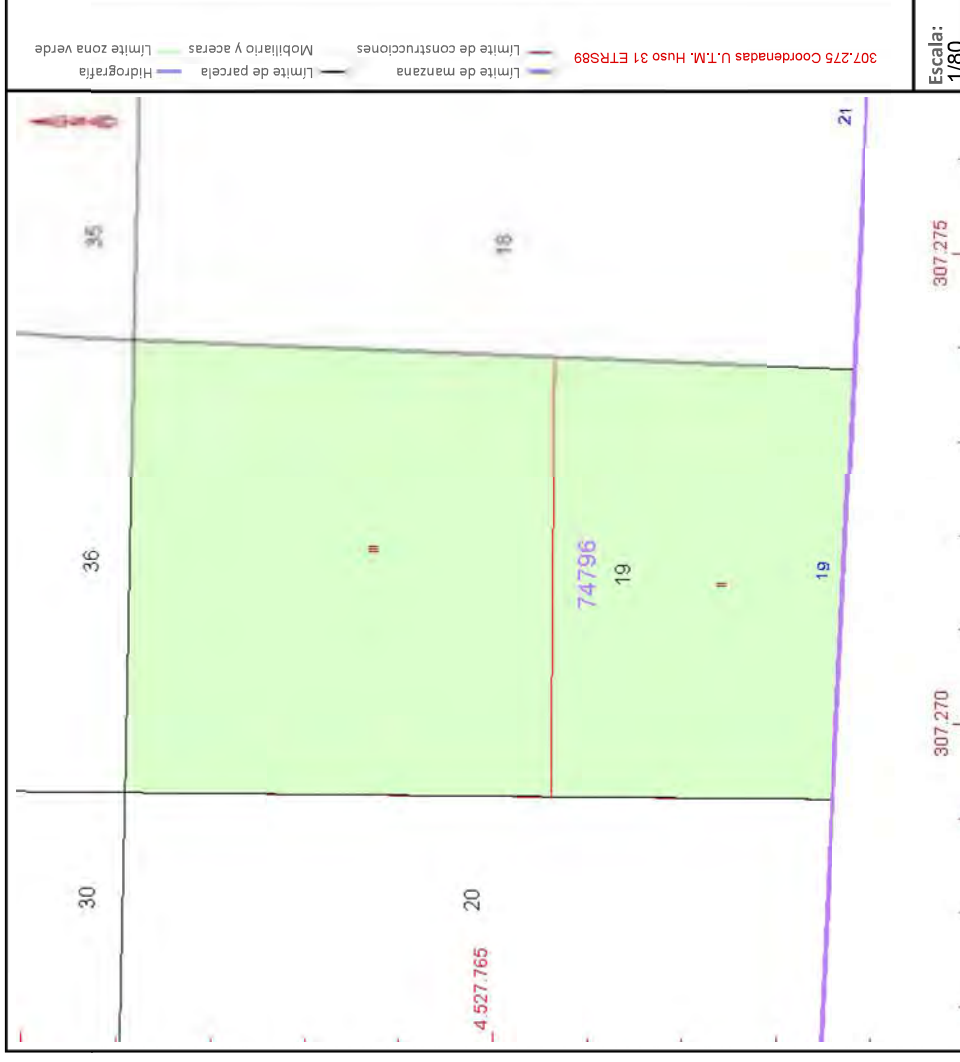 Límite de manzana
Límite de construcciones
Límite de parcela
Mobiliario y aceras
Hidrografía
Límite zona verde
307.275 Coordenadas U.T.M. Huso 31 ETRS89
Escala:
1/80
35
18
21
307.275
36
III
74796
19
II
19
307.270
30
20
4.527.765